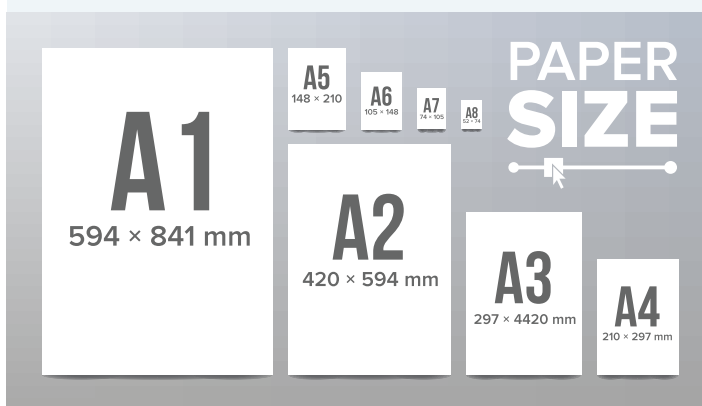 A1
594 × 841 mm
A5
148 × 210
A6
105 × 148
A7
74 × 105
A8
52 × 74
PAPER
SIZE
A2
420 × 594 mm
A3
297 × 4420 mm
A4
210 × 297 mm